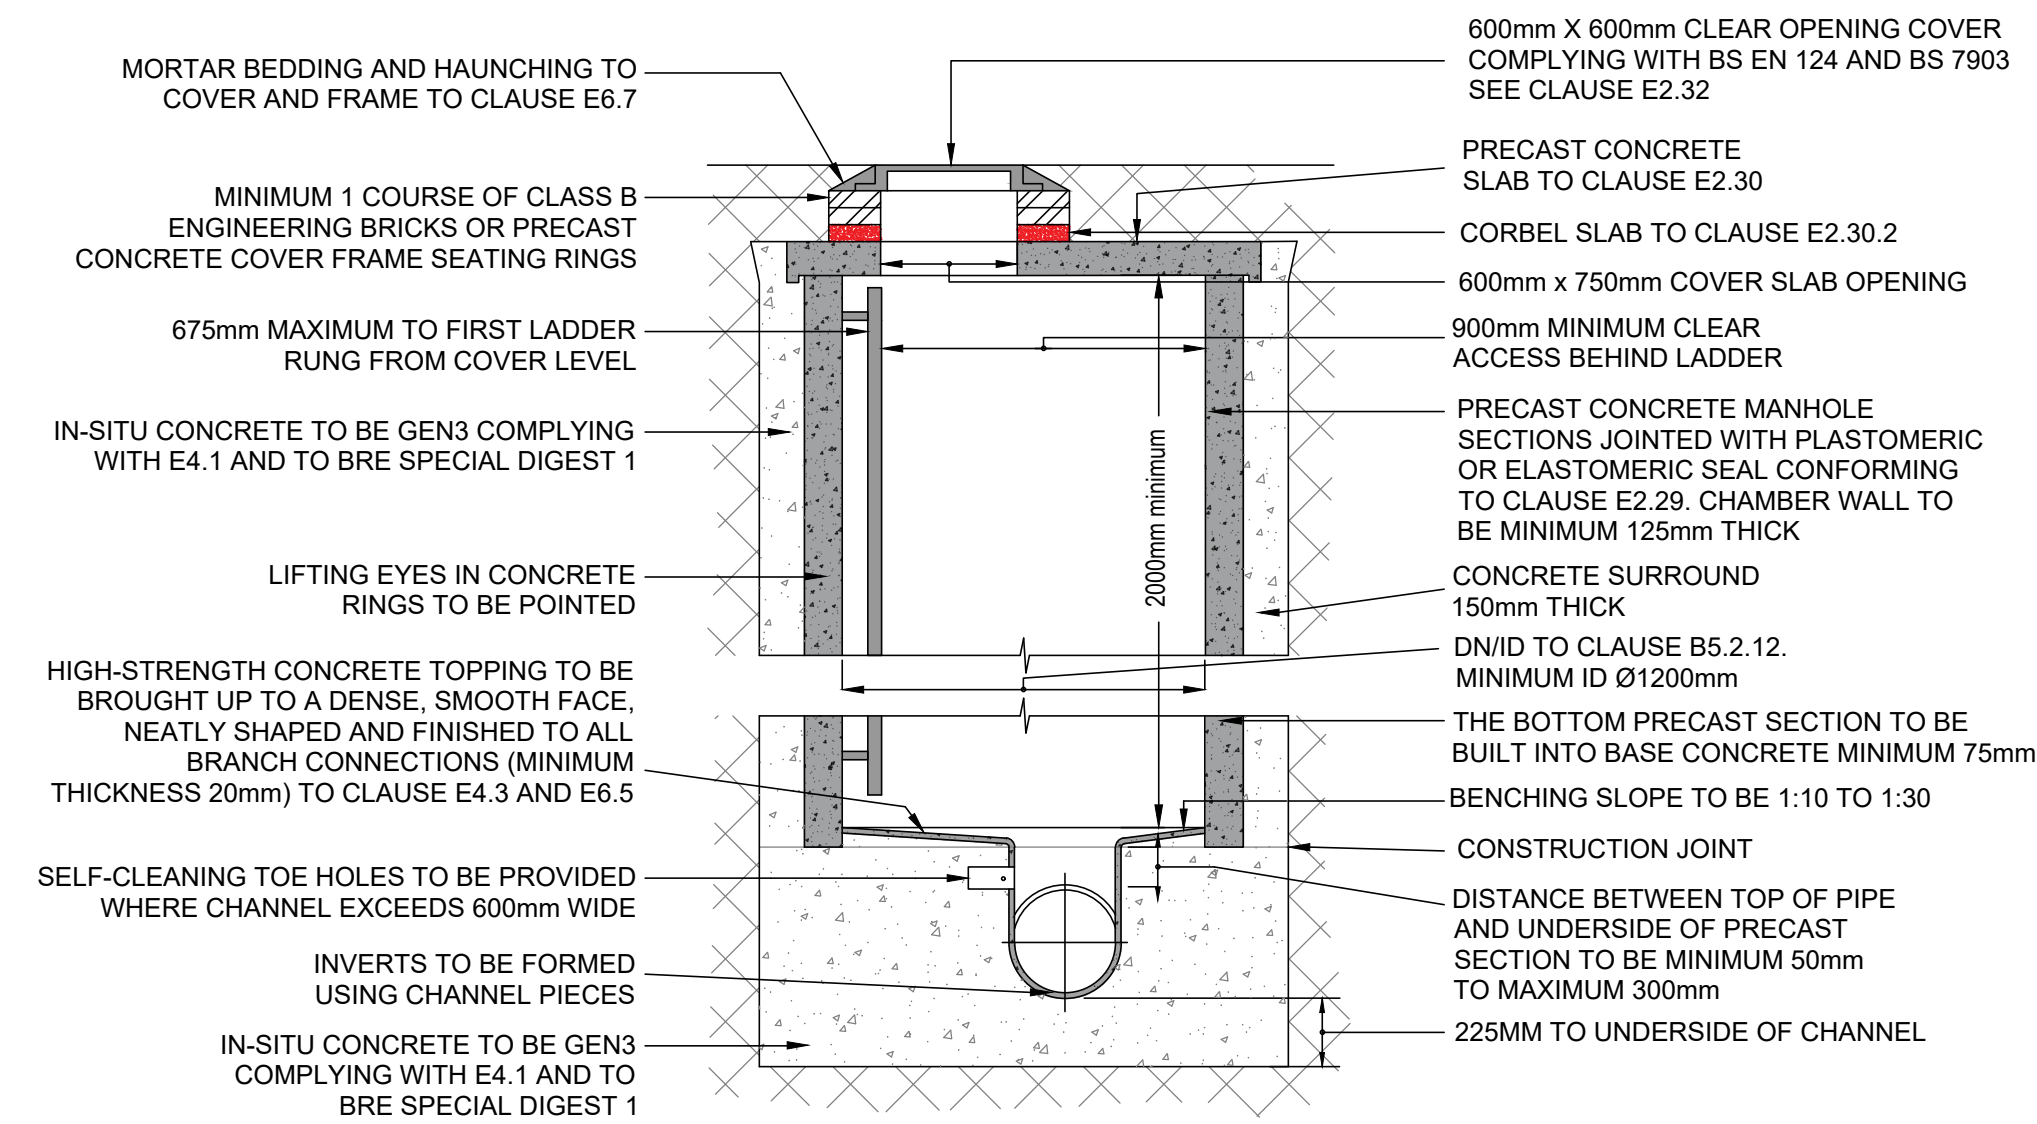 MORTAR BEDDING AND HAUNCHING TO
COVER AND FRAME TO CLAUSE E6.7
MINIMUM 1 COURSE OF CLASS B
ENGINEERING BRICKS OR PRECAST
CONCRETE COVER FRAME SEATING RINGS
675mm MAXIMUM TO FIRST LADDER
RUNG FROM COVER LEVEL
IN-SITU CONCRETE TO BE GEN3 COMPLYING
WITH E4.1 AND TO BRE SPECIAL DIGEST 1
LIFTING EYES IN CONCRETE
RINGS TO BE POINTED
HIGH-STRENGTH CONCRETE TOPPING TO BE
BROUGHT UP TO A DENSE, SMOOTH FACE,
NEATLY SHAPED AND FINISHED TO ALL
BRANCH CONNECTIONS (MINIMUM
THICKNESS 20mm) TO CLAUSE E4.3 AND E6.5
SELF-CLEANING TOE HOLES TO BE PROVIDED
WHERE CHANNEL EXCEEDS 600mm WIDE
INVERTS TO BE FORMED
USING CHANNEL PIECES
IN-SITU CONCRETE TO BE GEN3
COMPLYING WITH E4.1 AND TO
BRE SPECIAL DIGEST 1
2000mm minimum
600mm X 600mm CLEAR OPENING COVER
COMPLYING WITH BS EN 124 AND BS 7903
SEE CLAUSE E2.32
PRECAST CONCRETE
SLAB TO CLAUSE E2.30
CORBEL SLAB TO CLAUSE E2.30.2
600mm x 750mm COVER SLAB OPENING
900mm MINIMUM CLEAR
ACCESS BEHIND LADDER
PRECAST CONCRETE MANHOLE
SECTIONS JOINTED WITH PLASTOMERIC
OR ELASTOMERIC SEAL CONFORMING
TO CLAUSE E2.29. CHAMBER WALL TO
BE MINIMUM 125mm THICK
CONCRETE SURROUND
150mm THICK
DN/ID TO CLAUSE B5.2.12.
MINIMUM ID Ø1200mm
THE BOTTOM PRECAST SECTION TO BE
BUILT INTO BASE CONCRETE MINIMUM 75mm
BENCHING SLOPE TO BE 1:10 TO 1:30
CONSTRUCTION JOINT
DISTANCE BETWEEN TOP OF PIPE
AND UNDERSIDE OF PRECAST
SECTION TO BE MINIMUM 50mm
TO MAXIMUM 300mm
225MM TO UNDERSIDE OF CHANNEL